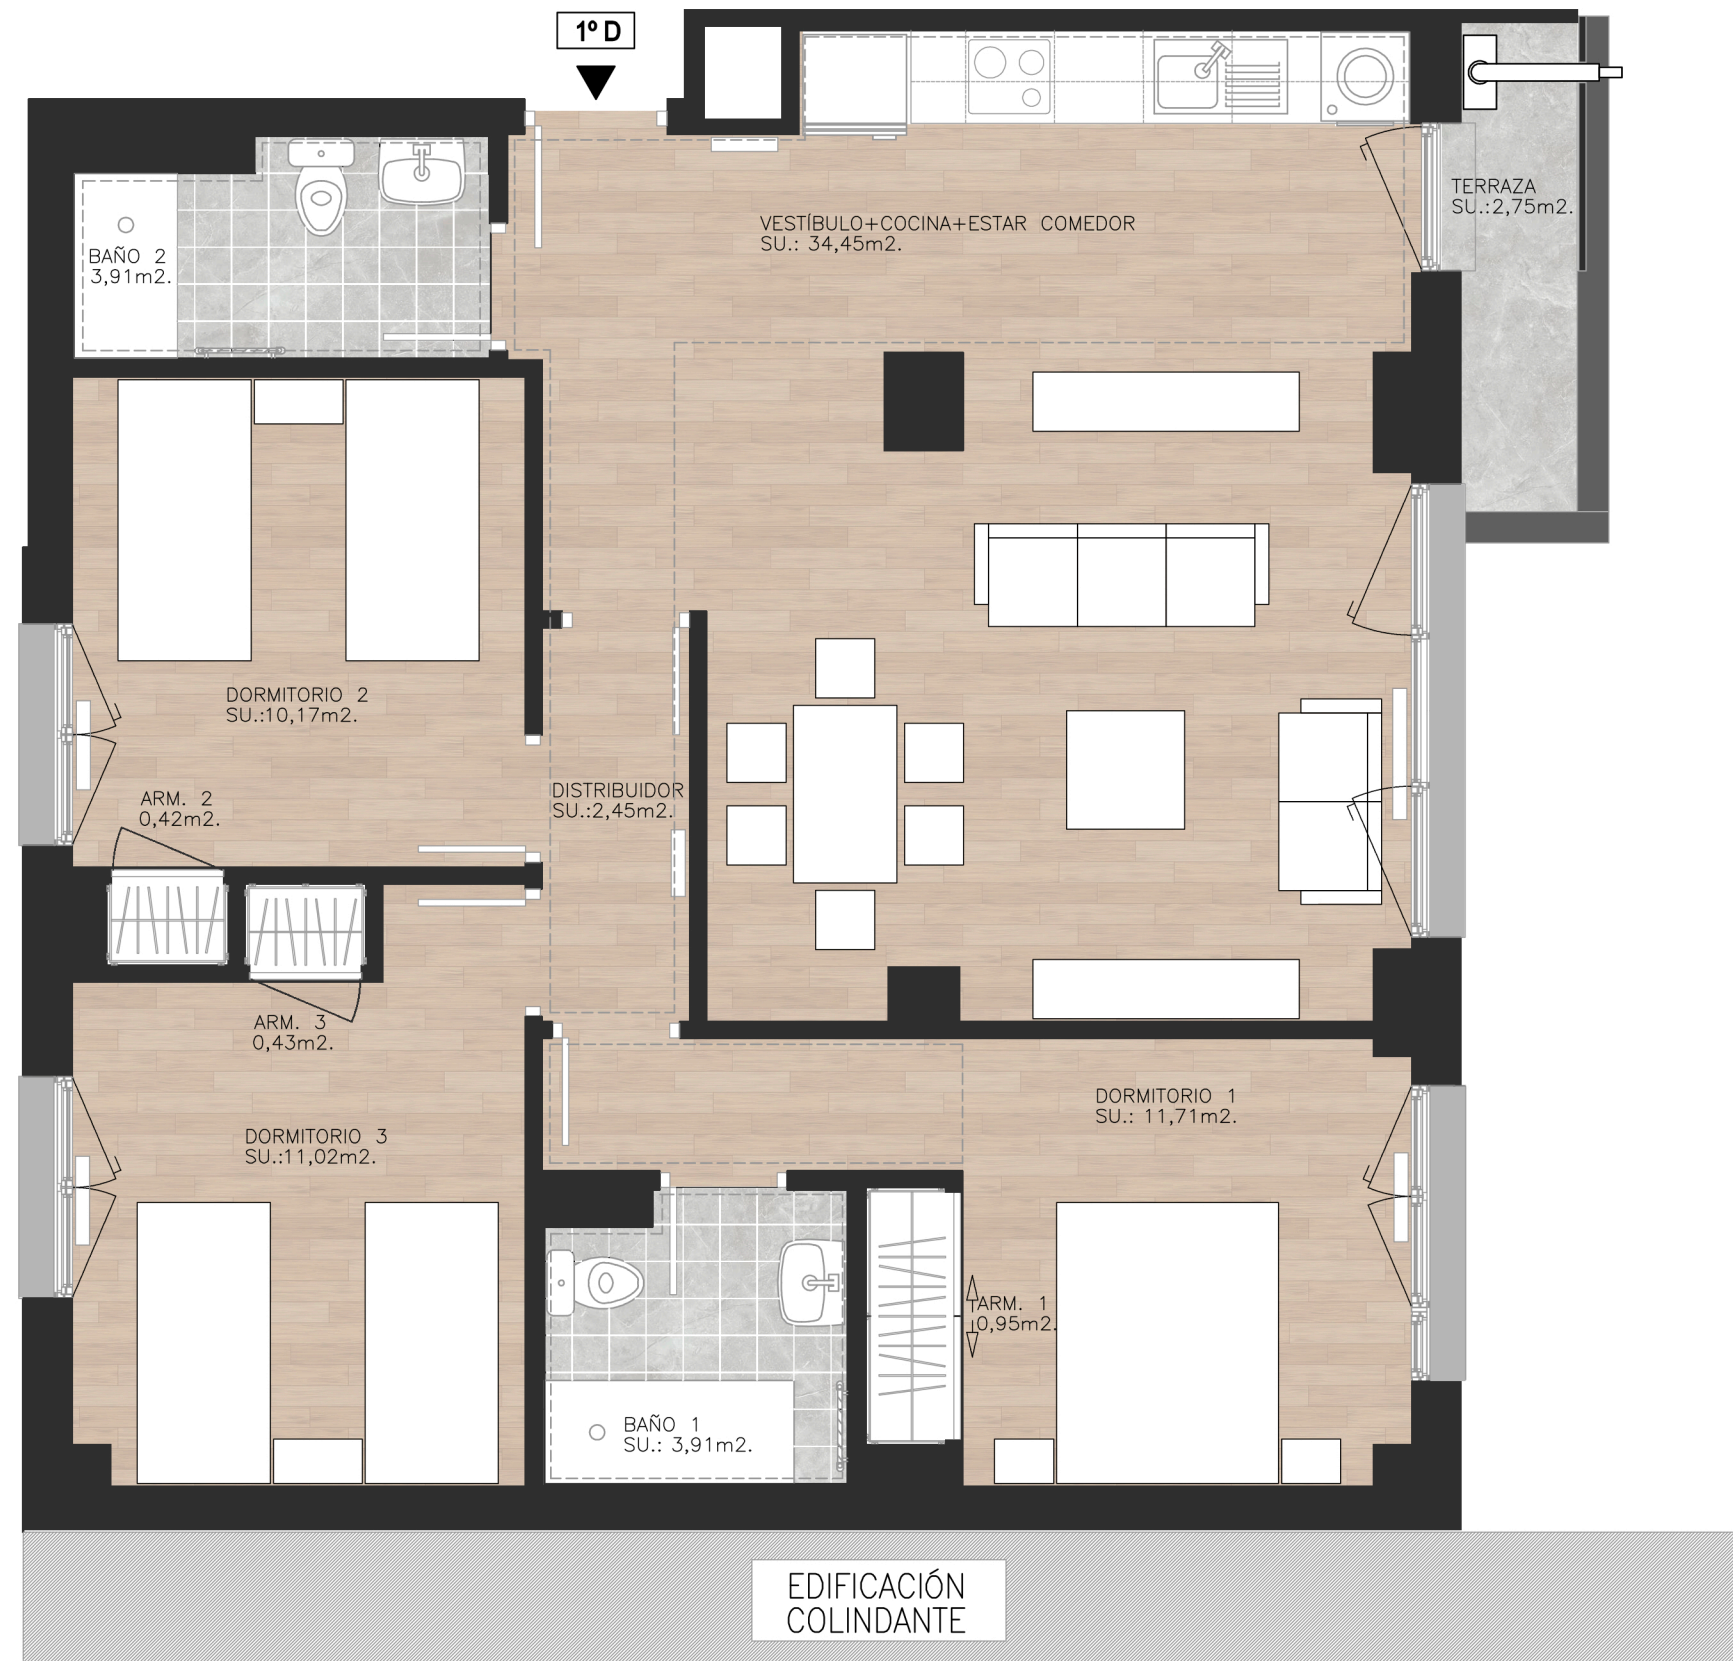 1º D
VESTÍBULO+COCINA+ESTAR COMEDOR
SU.: 34,45m2.
TERRAZA
SU.:2,75m2.
BAÑO 2
3,91m2.
DORMITORIO 2
SU.:10,17m2.
ARM. 2
0,42m2.
DISTRIBUIDOR
SU.:2,45m2.
ARM. 3
0,43m2.
DORMITORIO 3
SU.:11,02m2.
DORMITORIO 1
SU.: 11,71m2.
ARM. 1
0,95m2.
BAÑO 1
SU.: 3,91m2.
EDIFICACIÓN
COLINDANTE